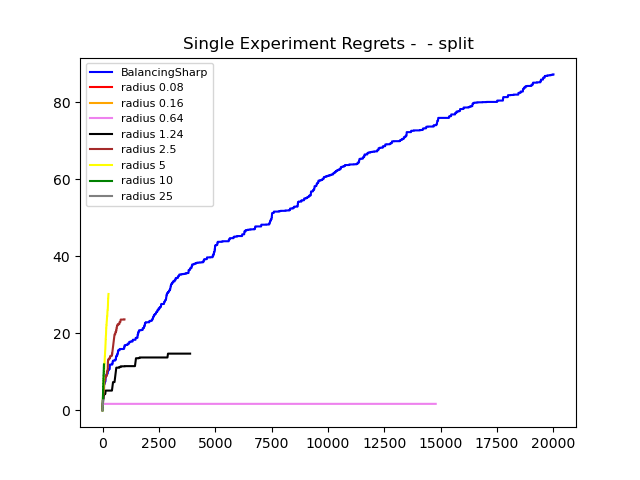 Single Experiment Regrets -  - split
BalancingSharp
radius 0.08
radius 0.16
radius 0.64
radius 1.24
radius 2.5
radius 5
radius 10
radius 25
80
60
40
20
0
0 2500 5000 7500 10000 12500 15000 17500 20000